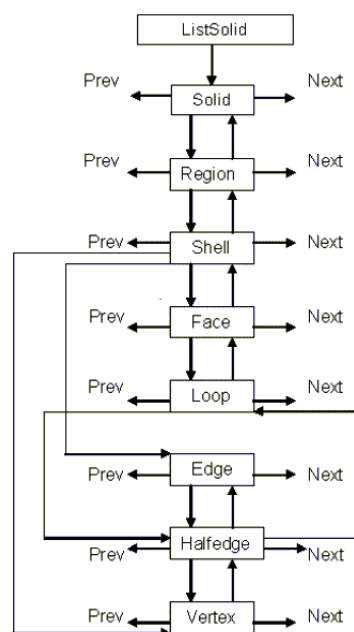 ListSolid
Prev Next
Solid
Prev Next
Region
Prev Next
Shell
Prev Next
Face
Prev Next
Loop
Edge
Prev Next
Halfedge
Prev Next
Prev Next
Vertex